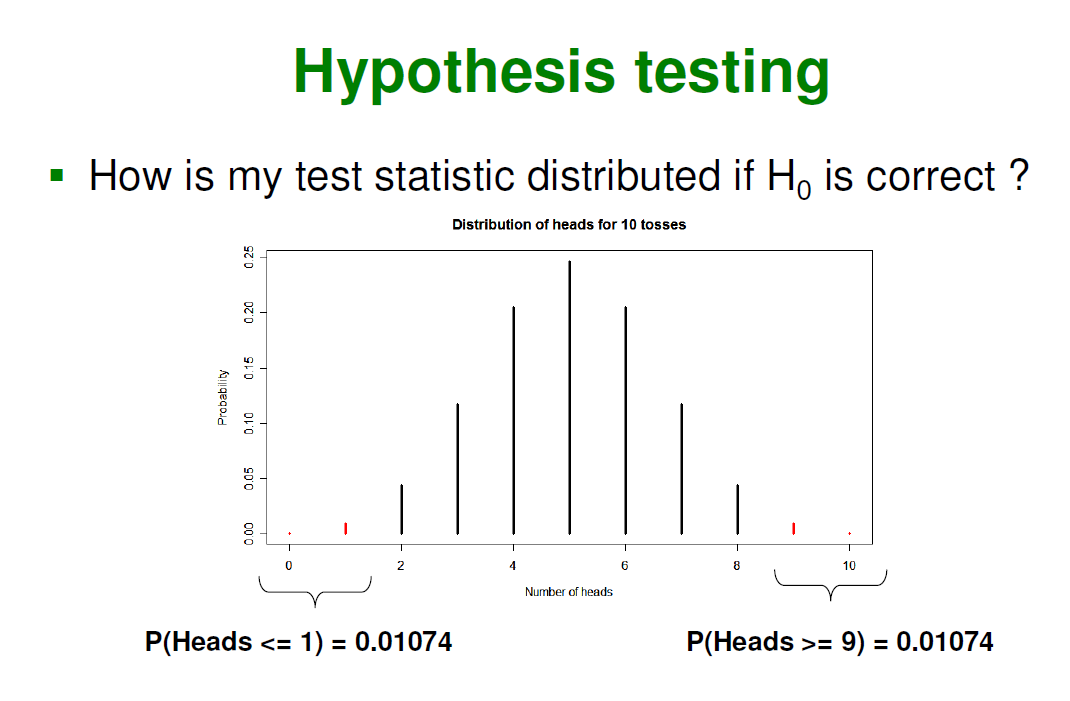 Hypothesis testing
▪ How is my test statistic distributed if H₀ is correct ?
Distribution of heads for 10 tosses
Probability
0.25
0.20
0.15
0.10
0.05
0.00
0 2 4 6 8 10
Number of heads
P(Heads <= 1) = 0.01074 P(Heads >= 9) = 0.01074